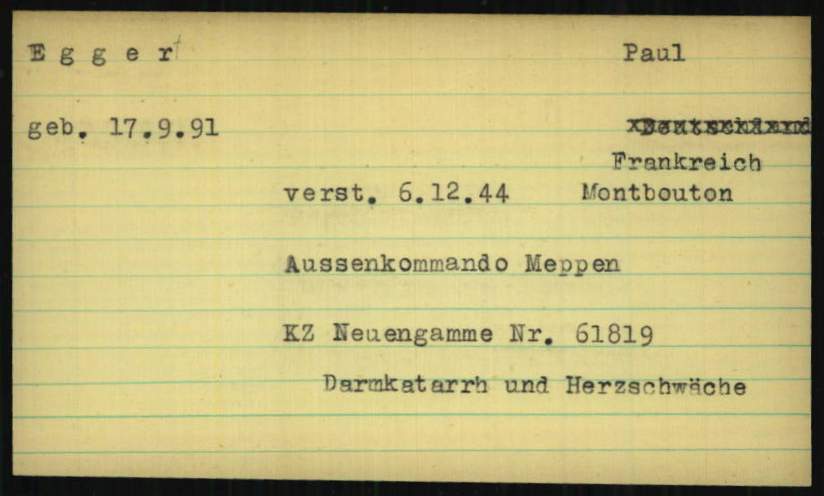 E g g e r Paul
geb. 17.9.91 Deutschland
Frankreich
verst. 6.12.44 Montbouton
Aussenkommando Meppen
KZ Neuengamme Nr. 61819
Darmkatarrh und Herzschwäche